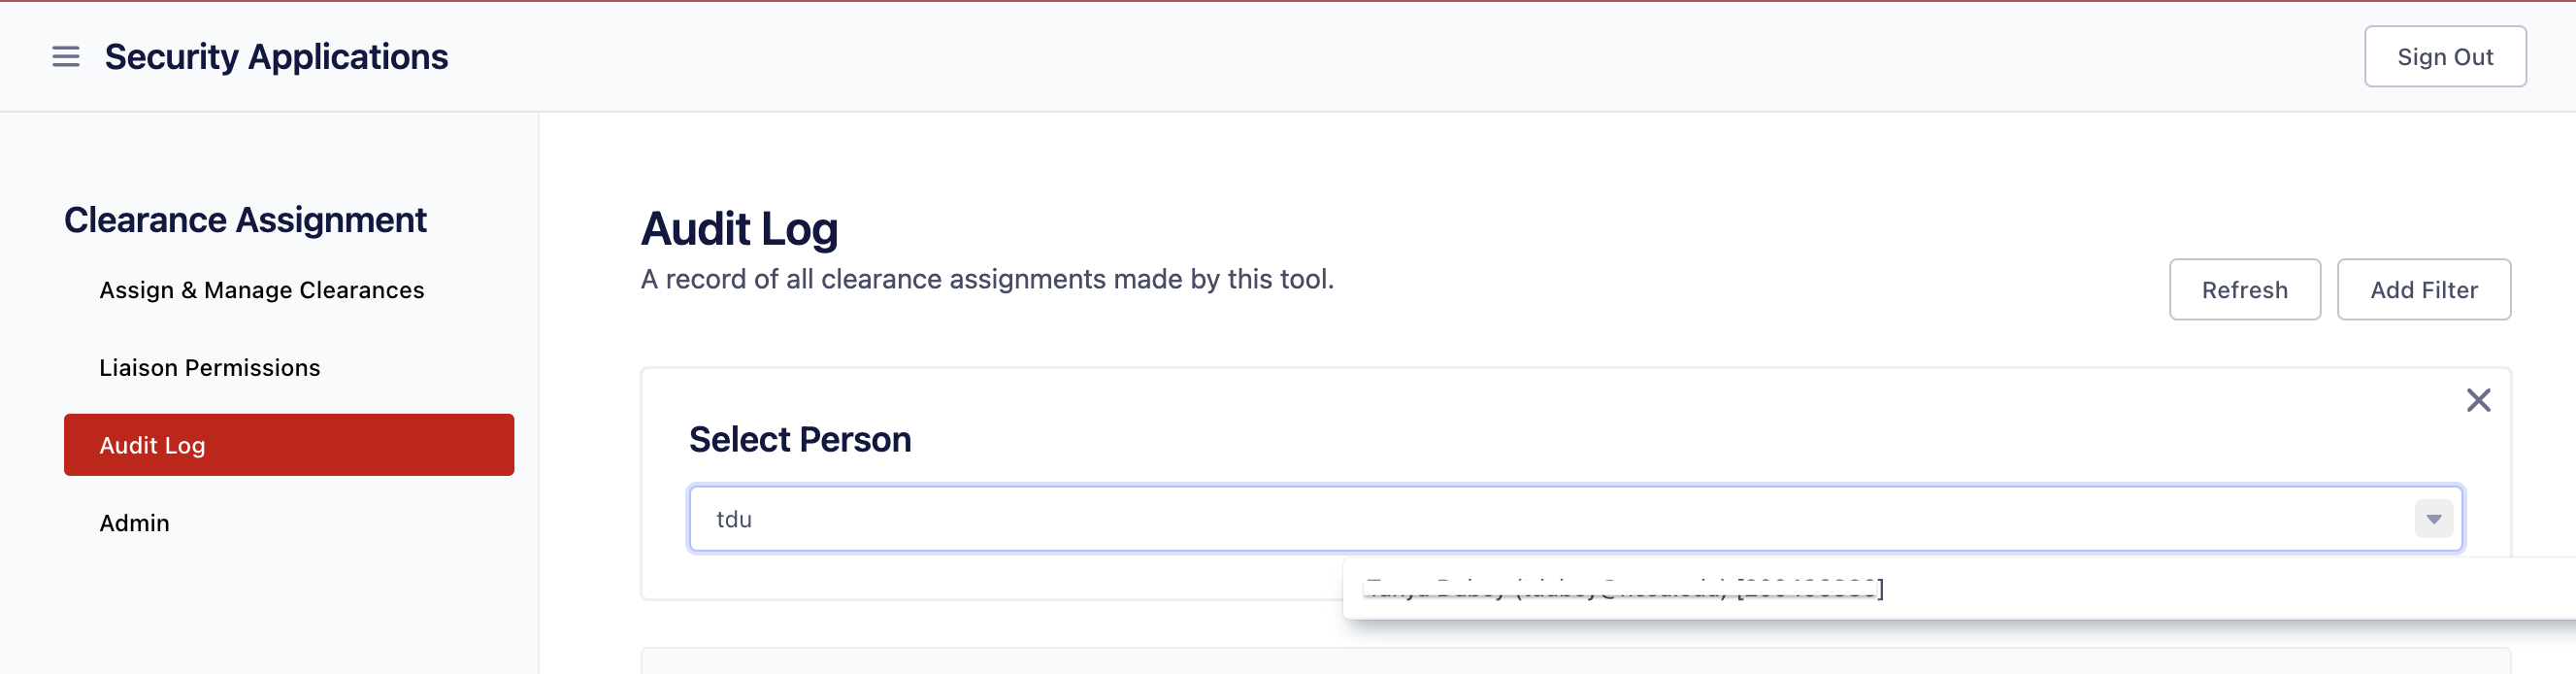 Security Applications
Sign Out
Clearance Assignment
Assign & Manage Clearances
Liaison Permissions
Audit Log
Admin
Audit Log
A record of all clearance assignments made by this tool.
Refresh
Add Filter
Select Person
tdu